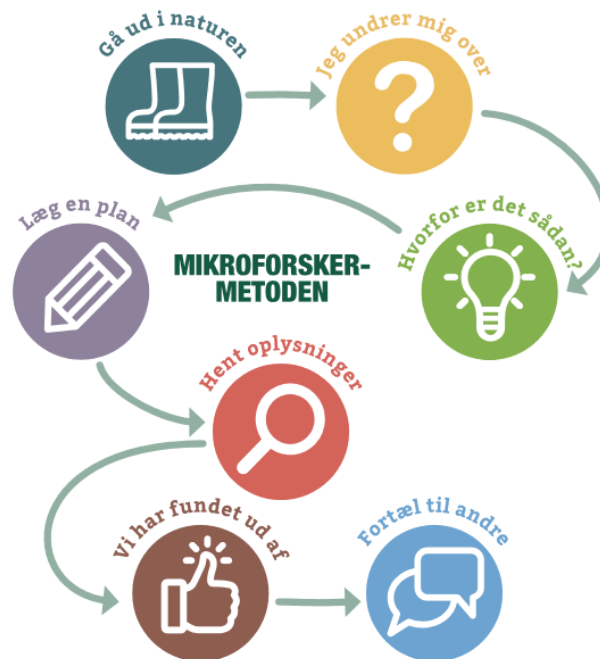 Gå ud i naturen
Jeg undrer mig over
Hvorfor er det sådan?
Læg en plan
MIKROFORSKER-
METODEN
Hent oplysninger
Vi har fundet ud af
Fortæl til andre